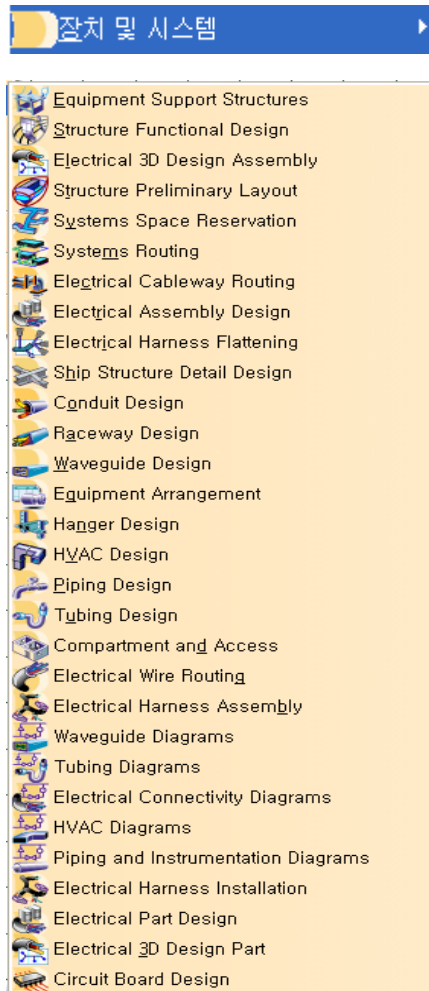 장치 및 시스템
Equipment Support Structures
Structure Functional Design
Electrical 3D Design Assembly
Structure Preliminary Layout
Systems Space Reservation
Systems Routing
Electrical Cableway Routing
Electrical Assembly Design
Electrical Harness Flattening
Ship Structure Detail Design
Conduit Design
Raceway Design
Waveguide Design
Equipment Arrangement
Hanger Design
HVAC Design
Piping Design
Tubing Design
Compartment and Access
Electrical Wire Routing
Electrical Harness Assembly
Waveguide Diagrams
Tubing Diagrams
Electrical Connectivity Diagrams
HVAC Diagrams
Piping and Instrumentation Diagrams
Electrical Harness Installation
Electrical Part Design
Electrical 3D Design Part
Circuit Board Design